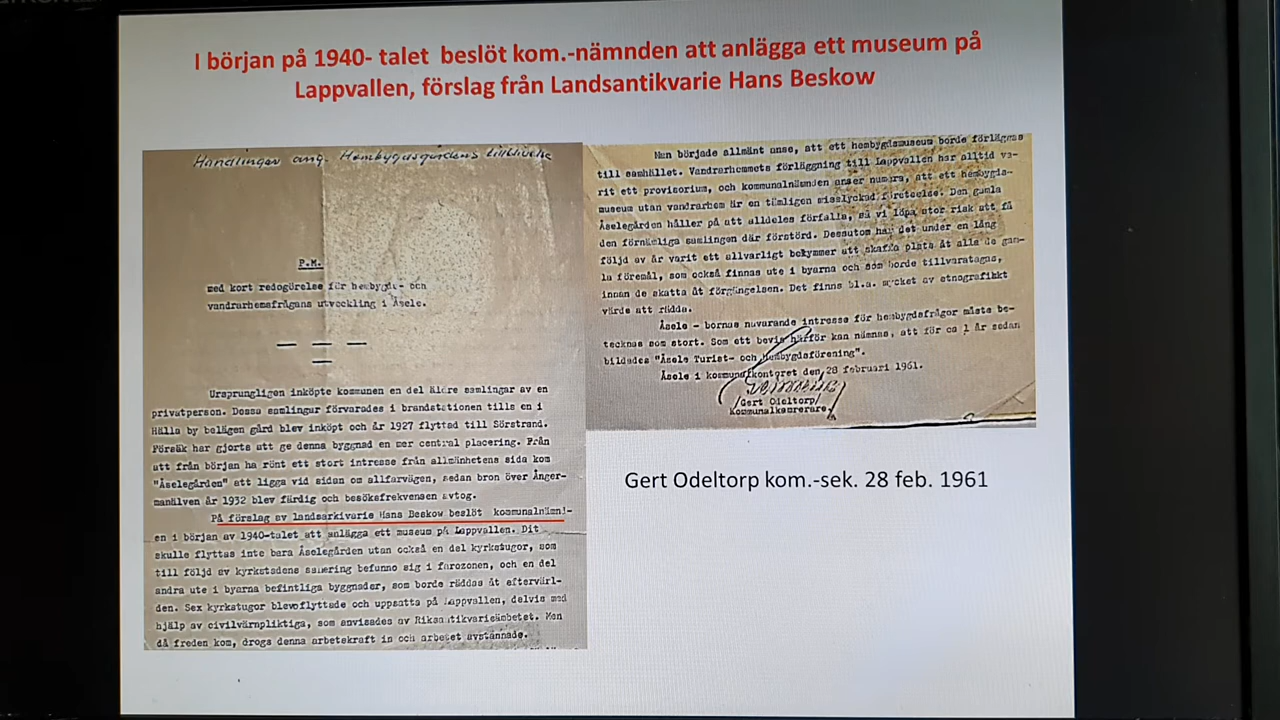 I början på 1940- talet beslöt kom.-nämnden att anlägga ett museum på
Lappvallen, förslag från Landsantikvarie Hans Beskow
Handlingar ang. Hembygdsgårdens tillblivelse
P.M.
med kort redogörelse för hembygds- och
vandrarhemsfrågans utveckling i Åsele.
Ursprungligen inköpte kommunen en del äldre samlingar av en
privatperson. Dessa samlingar förvarades i brandstationen tills en i
Hälla by belägen gård blev inköpt och år 1927 flyttad till Sörstrand.
Försök har gjorts att ge denna byggnad en mer central placering. Från
att från början ha rönt ett stort intresse från allmänhetens sida kom
"Åselegården" att ligga vid sidan om allfarvägen, sedan bron över Ånger-
manälven år 1932 blev färdig och besöksfrekvensen avtog.
På förslag av landsarkivarie Hans Beskow beslöt kommunalnämnd-
en i början av 1940-talet att anlägga ett museum på Lappvallen. Dit
skulle flyttas inte bara Åselegården utan också en del kyrkstugor, som
till följd av kyrkstadens sanering befunno sig i farozonen, och en del
andra ute i byarna befintliga byggnader, som borde räddas åt eftervärl-
den. Sex kyrkstugor blevo flyttade och uppsatta på Lappvallen, delvis med
hjälp av civilvärnpliktiga, som anvisades av Riksantikvarieämbetet. Men
då freden kom, drogs denna arbetskraft in och arbetet avstannade.
Man började allmänt anse, att ett hembygdsmuseum borde förläggas
till samhället. Vandrarhemmets förläggning till Lappvallen har alltid va-
rit ett provisorium, och kommunalnämnden anser numera, att ett hembygds-
museum utan vandrarhem är en tämligen misslyckad företeelse. Den gamla
Åselegården håller på att alldeles förfalla, så vi löpa stor risk att få
den förnämliga samlingen där förstörd. Dessutom har det under en lång
följd av år varit ett allvarligt bekymmer att skaffa plats åt alla de gam-
la föremål, som också finnas ute i byarna och som borde tillvaratagas,
innan de skatta åt förgängelsen. Det finns bl.a. mycket av etnografikt
värde att rädda.
Åsele - bornas nuvarande intresse för hembygdsfrågor måste be-
tecknas som stort. Som ett bevis härför kan nämnas, att för ca 1 år sedan
bildades "Åsele Turist- och Hembygdsförening".
Åsele i kommunalkontoret den 28 februari 1961.
/Gert Odeltorp/
Kommunalkamrerare
Gert Odeltorp kom.-sek. 28 feb. 1961